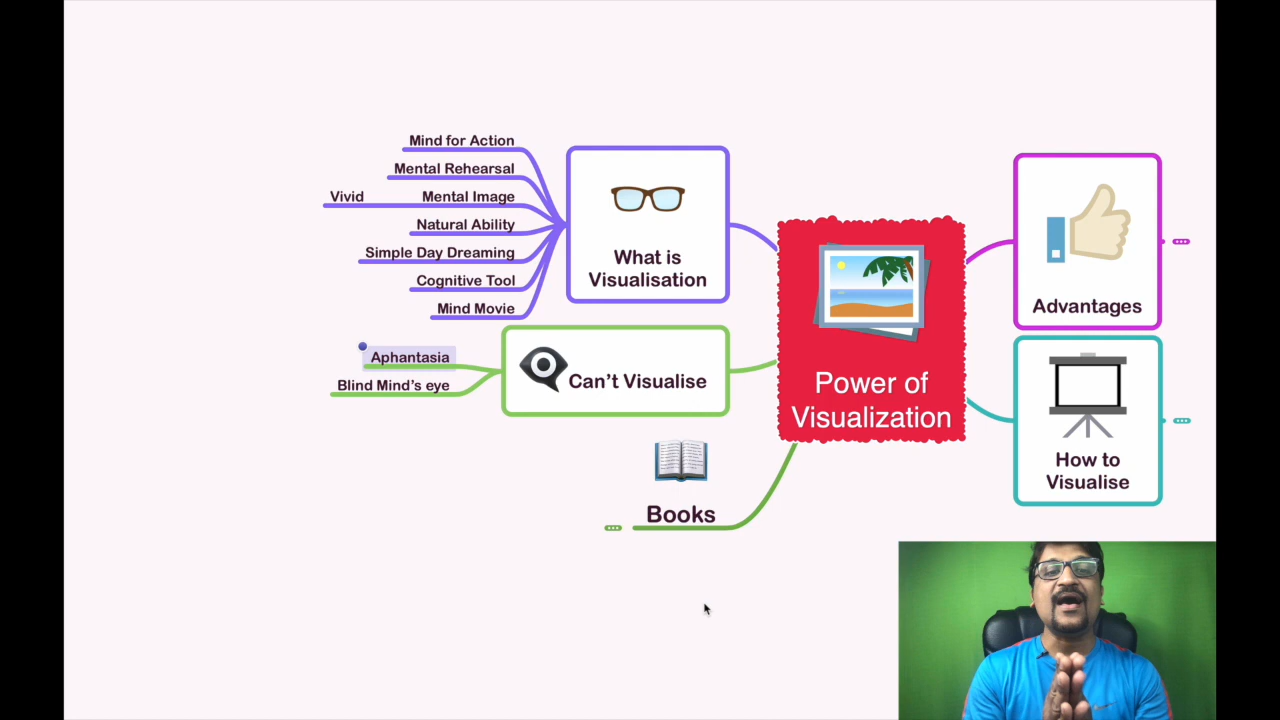 Mind for Action
Mental Rehearsal
Vivid
Mental Image
Natural Ability
Simple Day Dreaming
Cognitive Tool
Mind Movie
What is
Visualisation
Aphantasia
Blind Mind's eye
Can't Visualise
Books
Power of
Visualization
Advantages
How to
Visualise